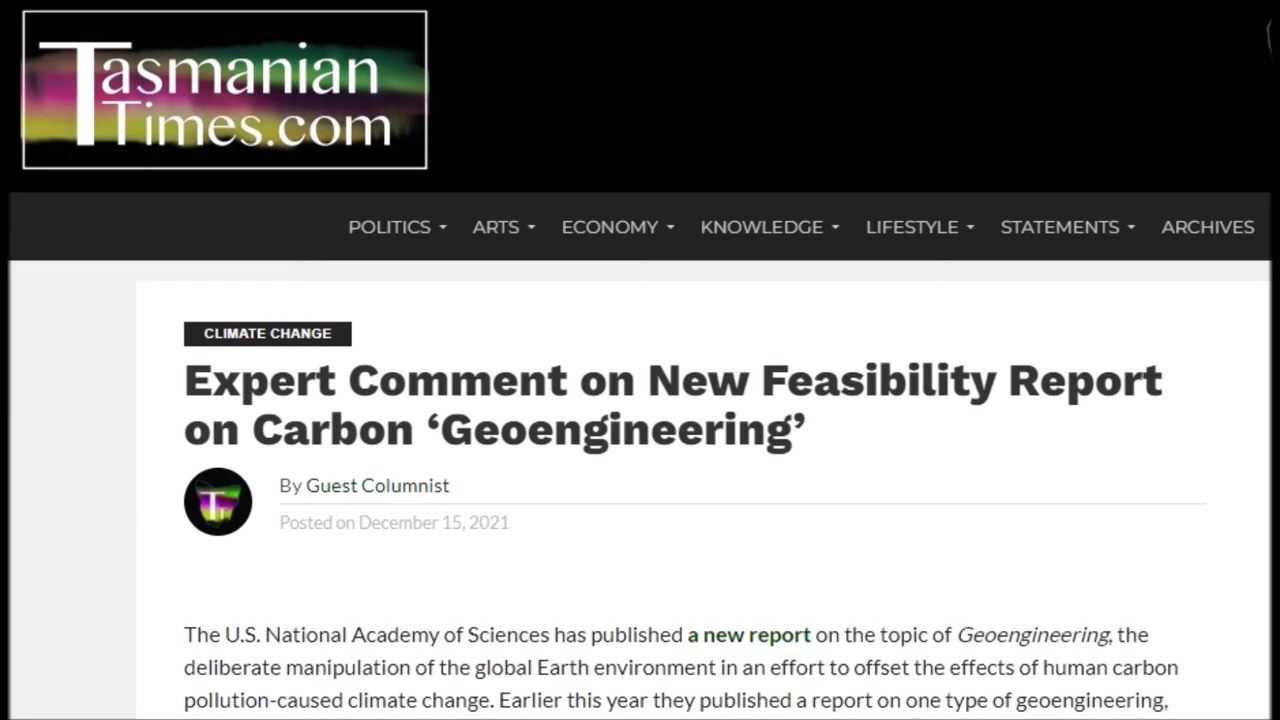 Tasmanian
Times.com
POLITICS ARTS ECONOMY KNOWLEDGE LIFESTYLE STATEMENTS ARCHIVES
CLIMATE CHANGE
Expert Comment on New Feasibility Report
on Carbon ‘Geoengineering’
By Guest Columnist
Posted on December 15, 2021
The U.S. National Academy of Sciences has published a new report on the topic of Geoengineering, the
deliberate manipulation of the global Earth environment in an effort to offset the effects of human carbon
pollution-caused climate change. Earlier this year they published a report on one type of geoengineering,